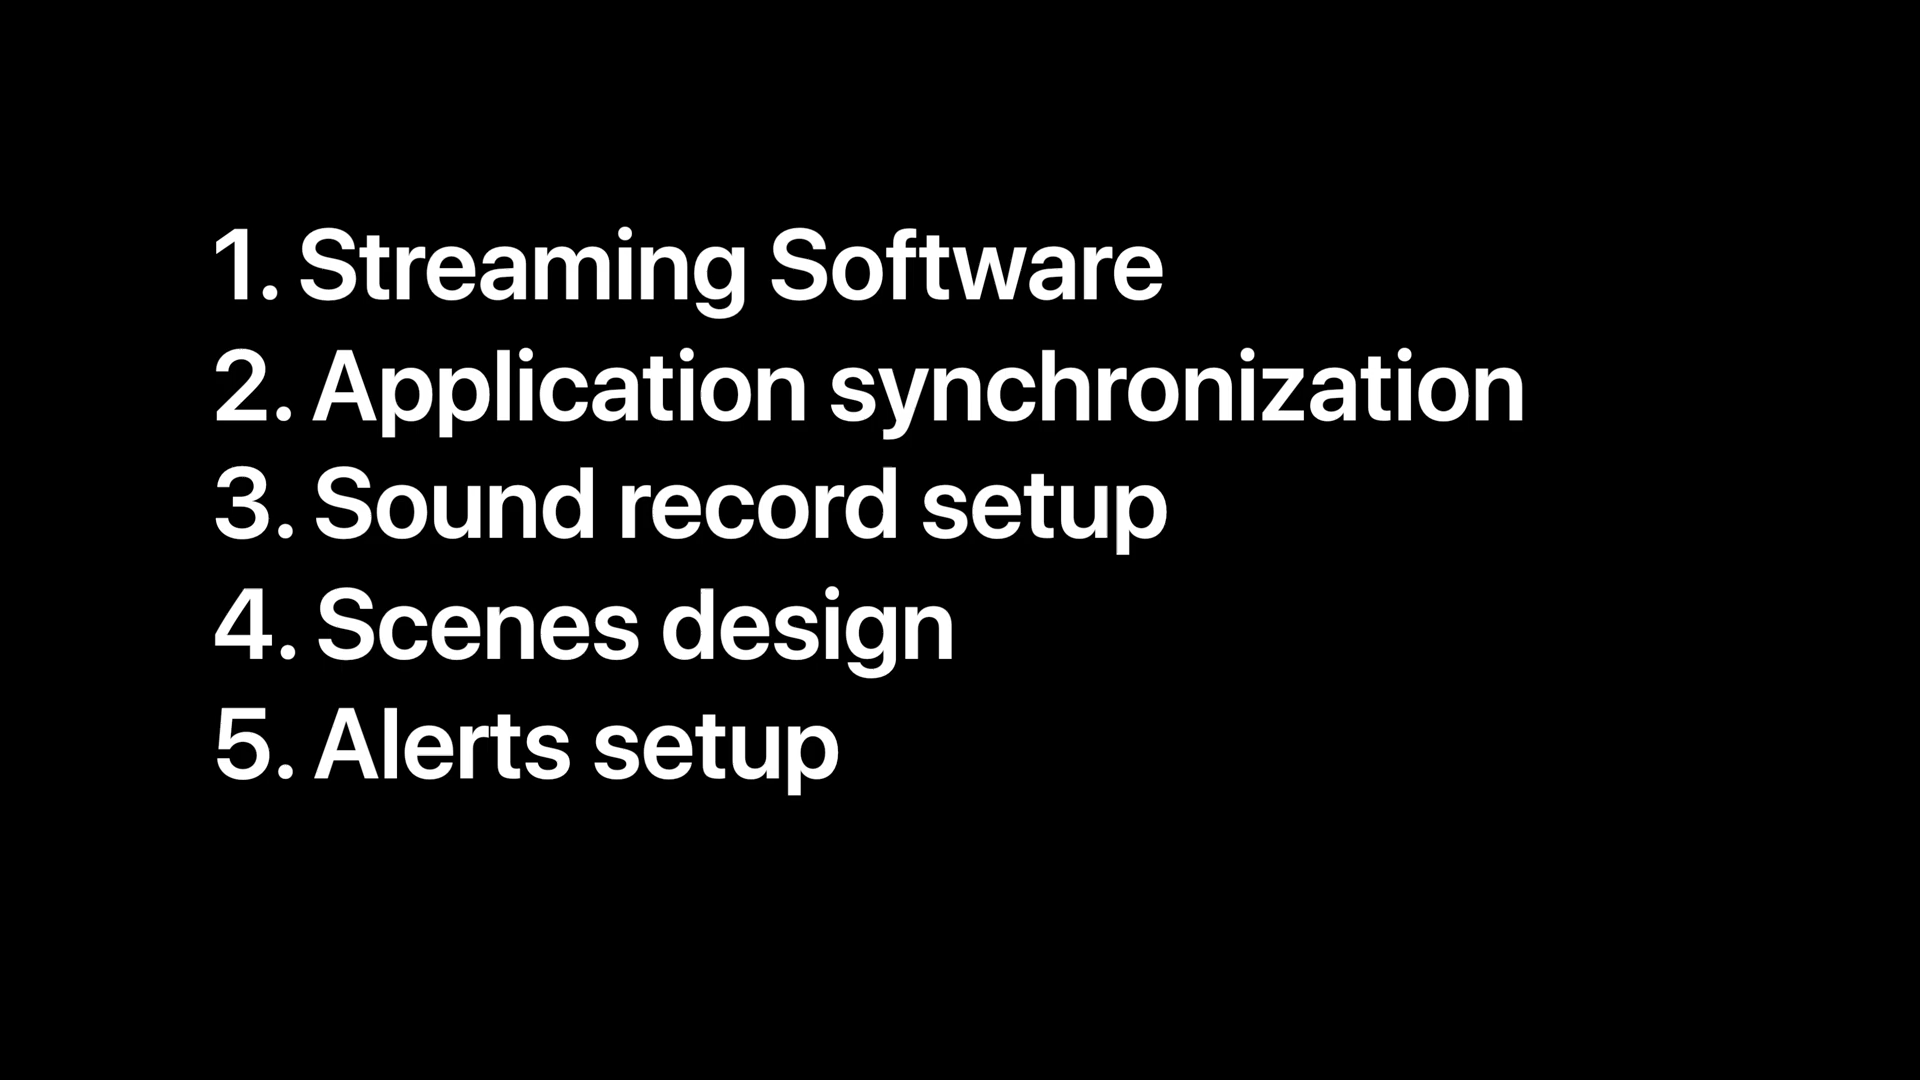 1. Streaming Software
2. Application synchronization
3. Sound record setup
4. Scenes design
5. Alerts setup